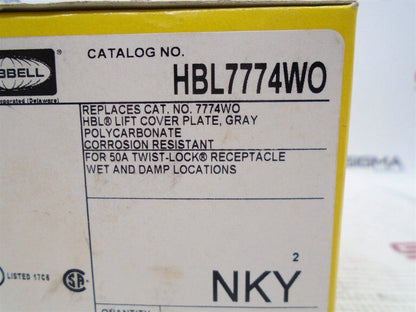 CATALOG NO.
BBELL
®
HBL7774WO
REPLACES CAT. NO. 7774WO
HBL® LIFT COVER PLATE, GRAY
POLYCARBONATE
CORROSION RESISTANT
FOR 50A TWIST-LOCK® RECEPTACLE
WET AND DAMP LOCATIONS
2
LISTED 17C6
NKY